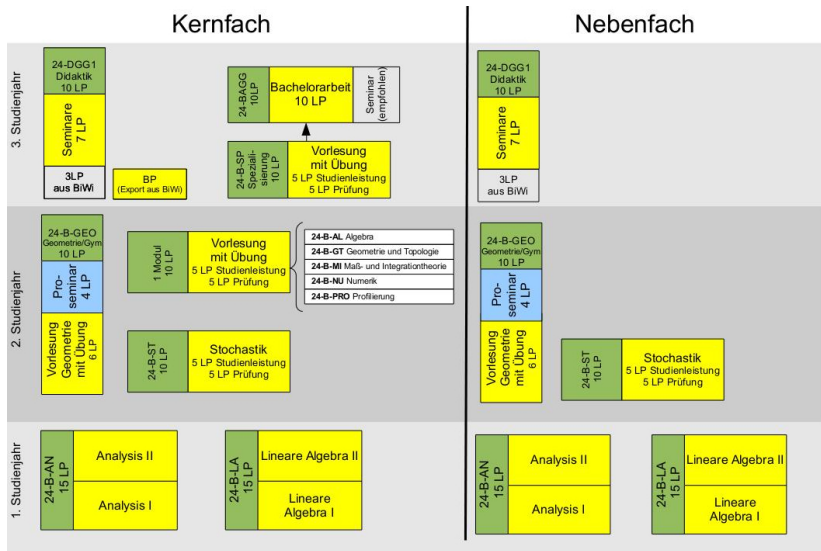 Kernfach
Nebenfach
3. Studienjahr
24-DGG1
Didaktik
10 LP
Seminare
7 LP
3LP
aus BiWi
BP
(Export aus BiWi)
24-BAGG
10LP
Bachelorarbeit
10 LP
Seminar
(empfohlen)
24-B-SP
Speziali-
sierung
10 LP
Vorlesung
mit Übung
5 LP Studienleistung
5 LP Prüfung
24-DGG1
Didaktik
10 LP
Seminare
7 LP
3LP
aus BiWi
2. Studienjahr
24-B-GEO
Geometrie/Gym
10 LP
Pro-
seminar
4 LP
Vorlesung
Geometrie
mit Übung
6 LP
1 Modul
10 LP
Vorlesung
mit Übung
5 LP Studienleistung
5 LP Prüfung
24-B-AL Algebra
24-B-GT Geometrie und Topologie
24-B-MI Maß- und Integrationtheorie
24-B-NU Numerik
24-B-PRO Profilierung
24-B-ST
10 LP
Stochastik
5 LP Studienleistung
5 LP Prüfung
24-B-GEO
Geometrie/Gym
10 LP
Pro-
seminar
4 LP
Vorlesung
Geometrie
mit Übung
6 LP
24-B-ST
10 LP
Stochastik
5 LP Studienleistung
5 LP Prüfung
1. Studienjahr
24-B-AN
15 LP
Analysis II
Analysis I
24-B-LA
15 LP
Lineare Algebra II
Lineare
Algebra I
24-B-AN
15 LP
Analysis II
Analysis I
24-B-LA
15 LP
Lineare Algebra II
Lineare
Algebra I